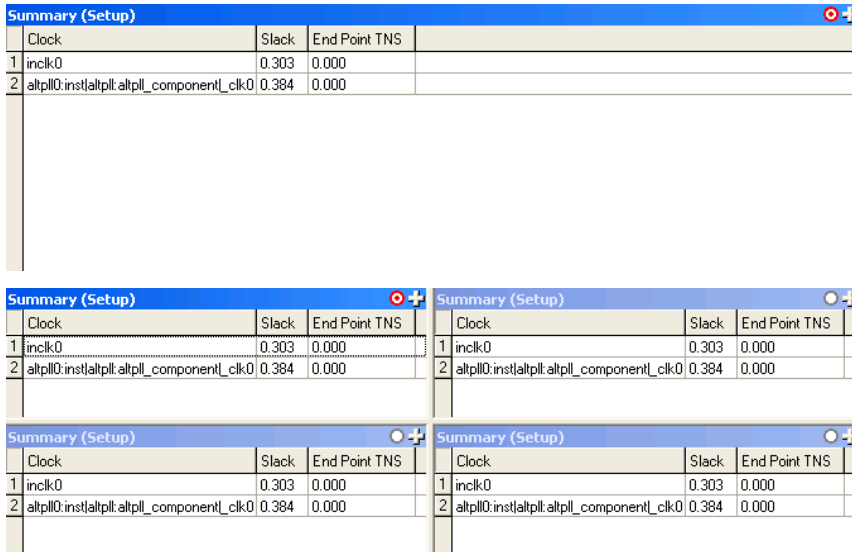 Summary (Setup)
Clock Slack End Point TNS
1 inclk0 0.303 0.000
2 altpll0:inst|altpll:altpll_component|_clk0 0.384 0.000
Summary (Setup)
Clock Slack End Point TNS
1 inclk0 0.303 0.000
2 altpll0:inst|altpll:altpll_component|_clk0 0.384 0.000
Summary (Setup)
Clock Slack End Point TNS
1 inclk0 0.303 0.000
2 altpll0:inst|altpll:altpll_component|_clk0 0.384 0.000
Summary (Setup)
Clock Slack End Point TNS
1 inclk0 0.303 0.000
2 altpll0:inst|altpll:altpll_component|_clk0 0.384 0.000
Summary (Setup)
Clock Slack End Point TNS
1 inclk0 0.303 0.000
2 altpll0:inst|altpll:altpll_component|_clk0 0.384 0.000